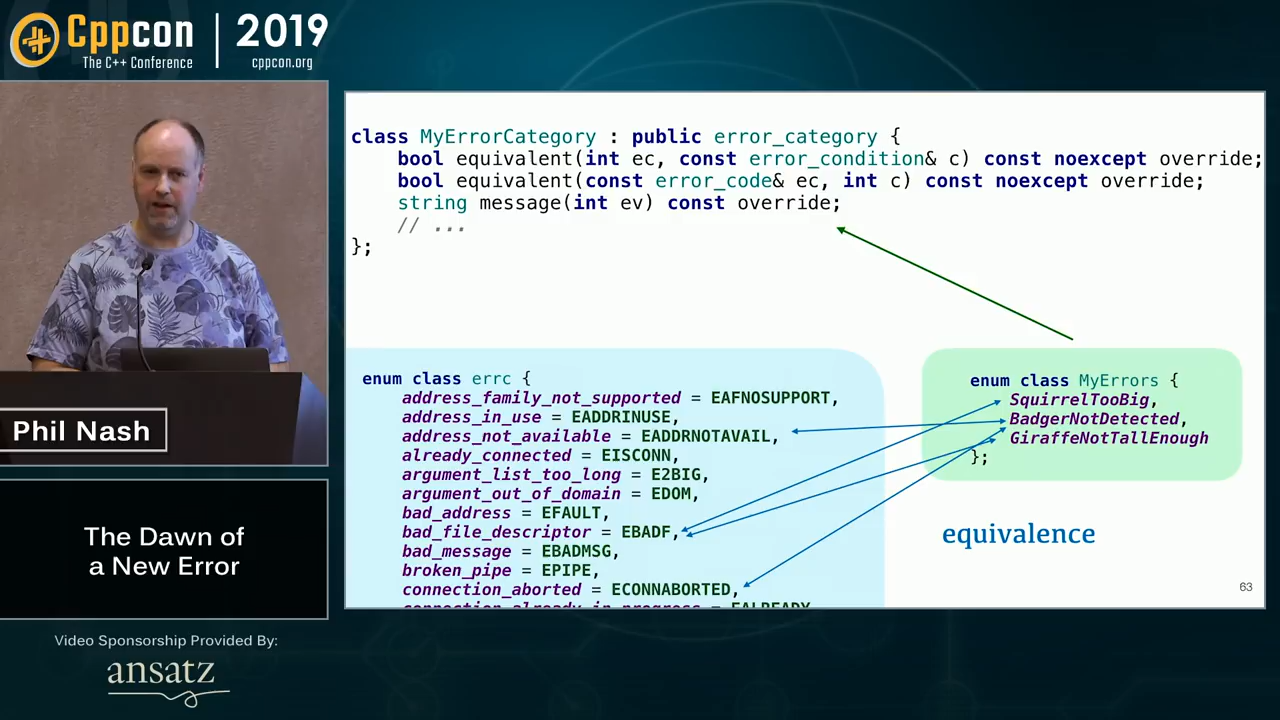 Cppcon
The C++ Conference
2019
cppcon.org
class MyErrorCategory : public error_category {
bool equivalent(int ec, const error_condition& c) const noexcept override;
bool equivalent(const error_code& ec, int c) const noexcept override;
string message(int ev) const override;
// ...
};
enum class errc {
address_family_not_supported = EAFNOSUPPORT,
address_in_use = EADDRINUSE,
address_not_available = EADDRNOTAVAIL,
already_connected = EISCONN,
argument_list_too_long = E2BIG,
argument_out_of_domain = EDOM,
bad_address = EFAULT,
bad_file_descriptor = EBADF,
bad_message = EBADMSG,
broken_pipe = EPIPE,
connection_aborted = ECONNABORTED,
connection_already_in_progress = EALREADY,
enum class MyErrors {
SquirrelTooBig,
BadgerNotDetected,
GiraffeNotTallEnough
};
equivalence
63
Phil Nash
The Dawn of
a New Error
Video Sponsorship Provided By:
ansatz